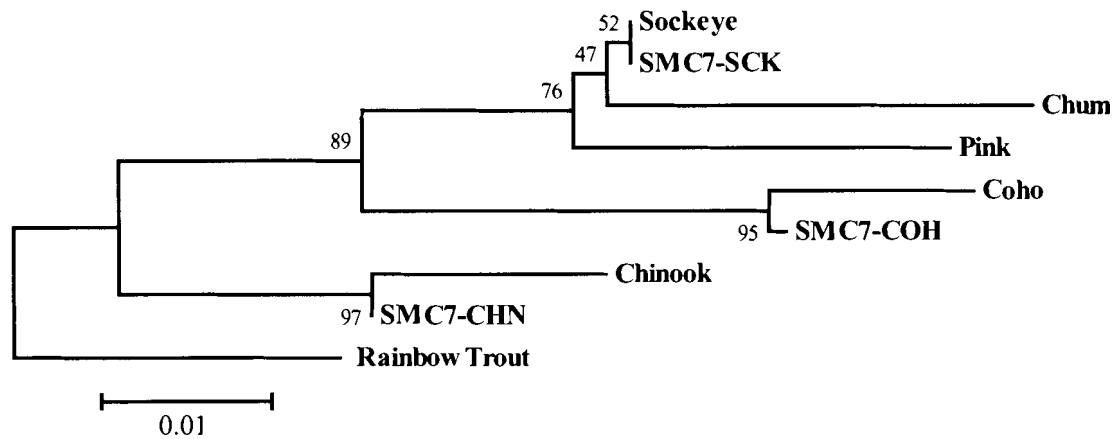 52 Sockeye
47 SMC7-SCK
76 Chum
89 Pink
Coho
95 SMC7-COH
Chinook
97 SMC7-CHN
Rainbow Trout
0.01